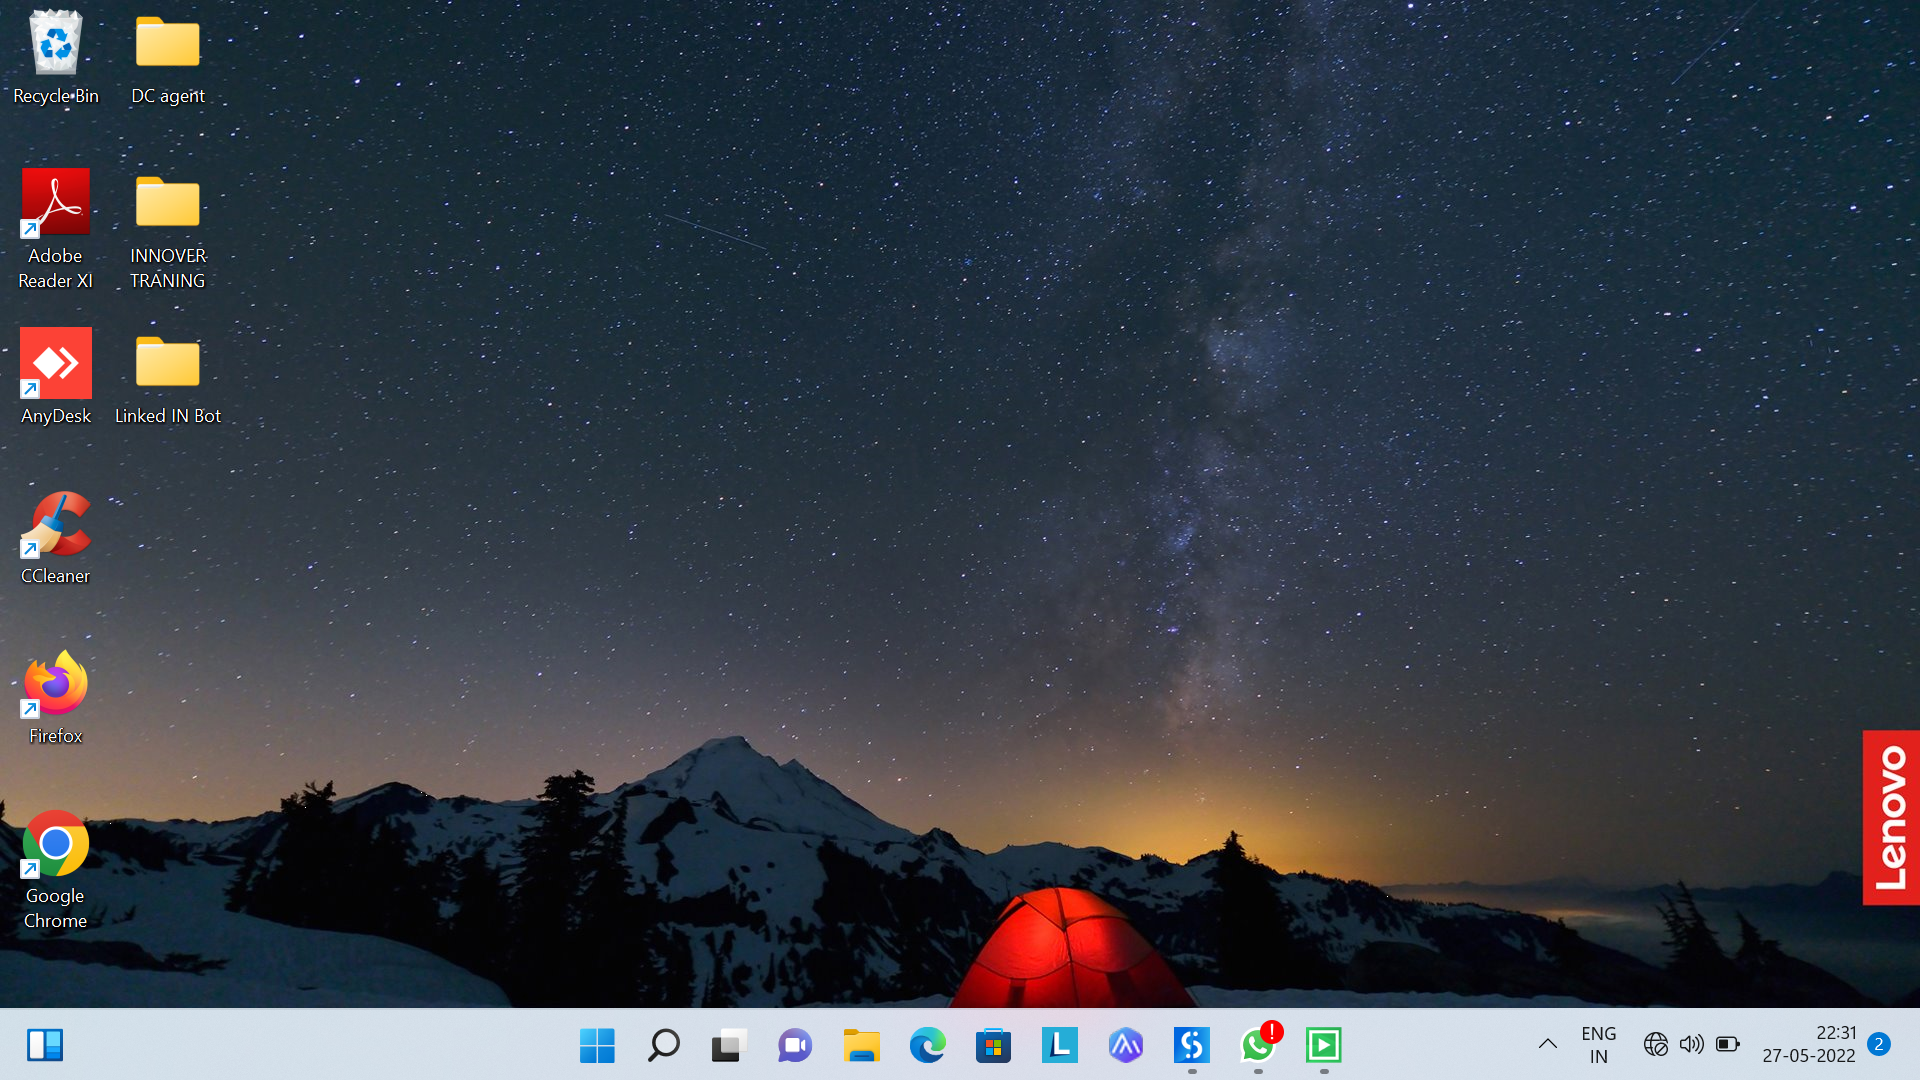 Recycle Bin
DC agent
Adobe
Reader XI
INNOVER
TRANING
AnyDesk
Linked IN Bot
CCleaner
Firefox
Google
Chrome
Lenovo
L
!
ENG
IN
22:31
27-05-2022
2